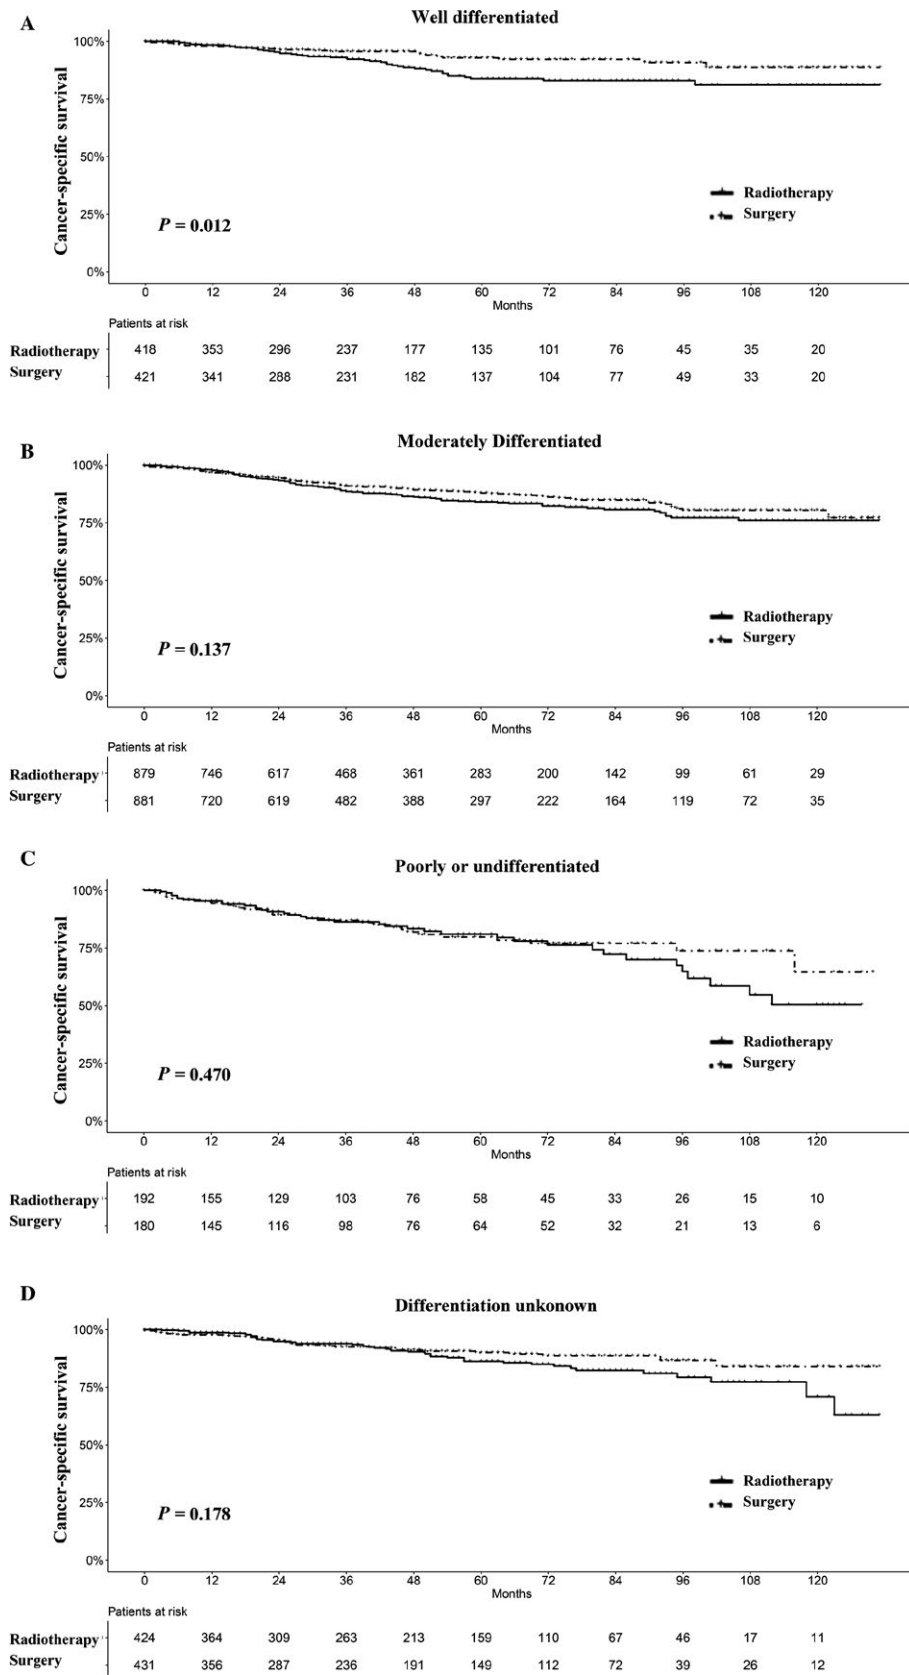 A
Well differentiated
Cancer-specific survival
100%
75%
50%
25%
0%
P = 0.012
Radiotherapy
Surgery
0 12 24 36 48 60 72 84 96 108 120
Months
Patients at risk
Radiotherapy 418 353 296 237 177 135 101 76 45 35 20
Surgery 421 341 288 231 182 137 104 77 49 33 20
B
Moderately Differentiated
Cancer-specific survival
100%
75%
50%
25%
0%
P = 0.137
Radiotherapy
Surgery
0 12 24 36 48 60 72 84 96 108 120
Months
Patients at risk
Radiotherapy 879 746 617 468 361 283 200 142 99 61 29
Surgery 881 720 619 482 388 297 222 164 119 72 35
C
Poorly or undifferentiated
Cancer-specific survival
100%
75%
50%
25%
0%
P = 0.470
Radiotherapy
Surgery
0 12 24 36 48 60 72 84 96 108 120
Months
Patients at risk
Radiotherapy 192 155 129 103 76 58 45 33 26 15 10
Surgery 180 145 116 98 76 64 52 32 21 13 6
D
Differentiation unkonown
Cancer-specific survival
100%
75%
50%
25%
0%
P = 0.178
Radiotherapy
Surgery
0 12 24 36 48 60 72 84 96 108 120
Months
Patients at risk
Radiotherapy 424 364 309 263 213 159 110 67 46 17 11
Surgery 431 356 287 236 191 149 112 72 39 26 12